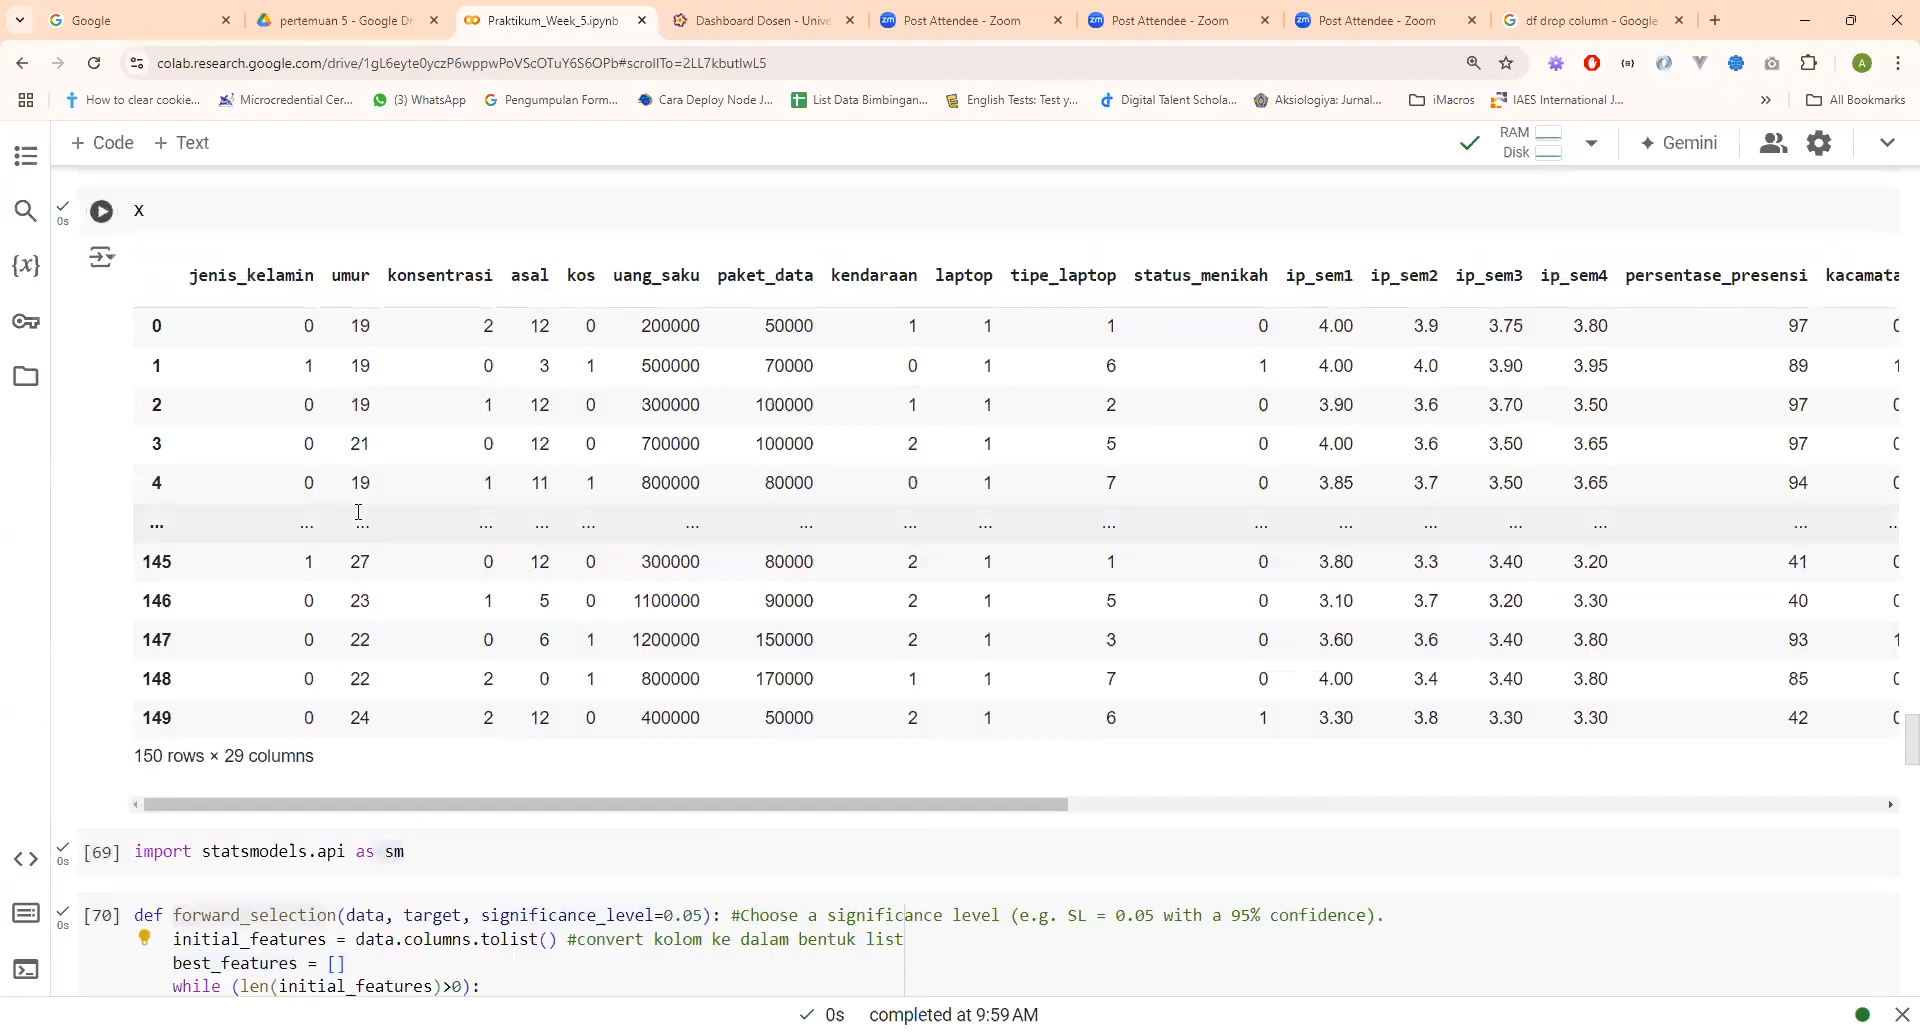 Google
pertemuan 5 - Google Dr
Praktikum_Week_5.ipynb
Dashboard Dosen - Unive
Post Attendee - Zoom
Post Attendee - Zoom
Post Attendee - Zoom
df drop column - Google
colab.research.google.com/drive/1gL6eyte0yczP6wppwPoVScOTuY6S6OPb#scrollTo=2LL7kbutlwL5
A
How to clear cookie...
Microcredential Cer...
(3) WhatsApp
Pengumpulan Form...
Cara Deploy Node J...
List Data Bimbingan...
English Tests: Test y...
Digital Talent Schola...
Aksiologiya: Jurnal...
iMacros
IAES International J...
All Bookmarks
+ Code + Text
RAM
Disk
Gemini
0s
X
jenis_kelamin umur konsentrasi asal kos uang_saku paket_data kendaraan laptop tipe_laptop status_menikah ip_sem1 ip_sem2 ip_sem3 ip_sem4 persentase_presensi kacamata
0 0 19 2 12 0 200000 50000 1 1 1 0 4.00 3.9 3.75 3.80 97 0
1 1 19 0 3 1 500000 70000 0 1 6 1 4.00 4.0 3.90 3.95 89 1
2 0 19 1 12 0 300000 100000 1 1 2 0 3.90 3.6 3.70 3.50 97 0
3 0 21 0 12 0 700000 100000 2 1 5 0 4.00 3.6 3.50 3.65 97 0
4 0 19 1 11 1 800000 80000 0 1 7 0 3.85 3.7 3.50 3.65 94 0
... ... ... ... ... ... ... ... ... ... ... ... ... ... ... ... ... ...
145 1 27 0 12 0 300000 80000 2 1 1 0 3.80 3.3 3.40 3.20 41 0
146 0 23 1 5 0 1100000 90000 2 1 5 0 3.10 3.7 3.20 3.30 40 0
147 0 22 0 6 1 1200000 150000 2 1 3 0 3.60 3.6 3.40 3.80 93 1
148 0 22 2 0 1 800000 170000 1 1 7 0 4.00 3.4 3.40 3.80 85 0
149 0 24 2 12 0 400000 50000 2 1 6 1 3.30 3.8 3.30 3.30 42 0
150 rows × 29 columns
0s
[69] import statsmodels.api as sm
0s
[70] def forward_selection(data, target, significance_level=0.05): #Choose a significance level (e.g. SL = 0.05 with a 95% confidence).
initial_features = data.columns.tolist() #convert kolom ke dalam bentuk list
best_features = []
while (len(initial_features)>0):
0s completed at 9:59 AM